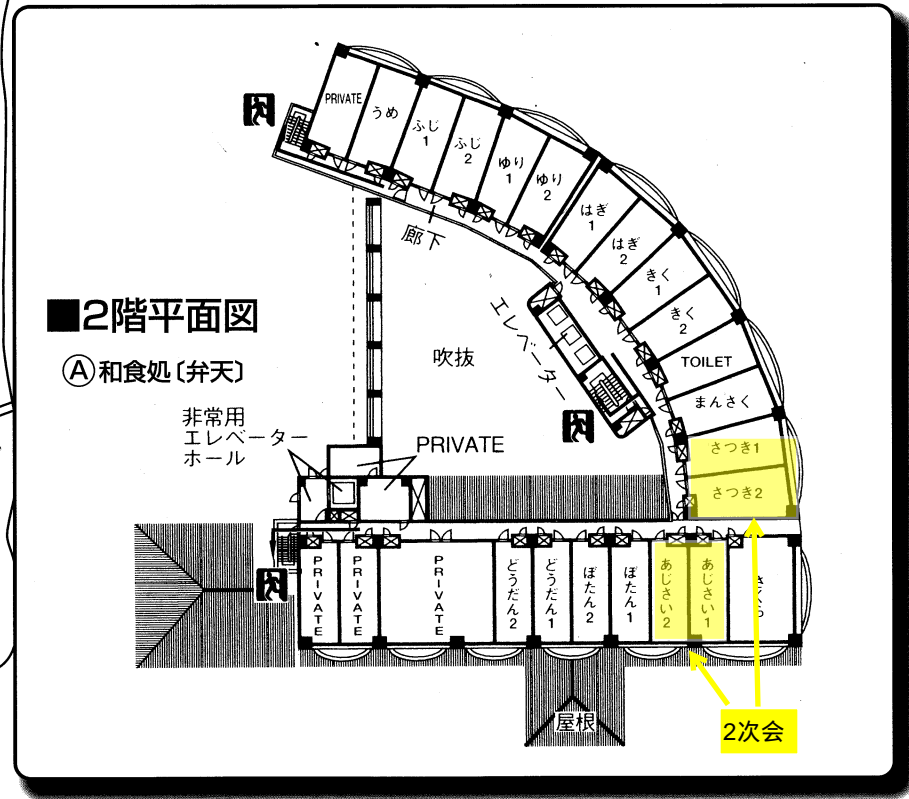 PRIVATE
うめ
ふじ
1
ふじ
2
ゆり
1
ゆり
2
はぎ
1
はぎ
2
きく
1
きく
2
TOILET
まんさく
さつき1
さつき2
廊下
エレベーター
吹抜
■2階平面図
Ⓐ和食処〔弁天〕
非常用
エレベーター
ホール
PRIVATE
PRIVATE
PRIVATE
PRIVATE
どうだん2
どうだん1
ぼたん2
ぼたん1
あじさい2
あじさい1
さくら
屋根
2次会